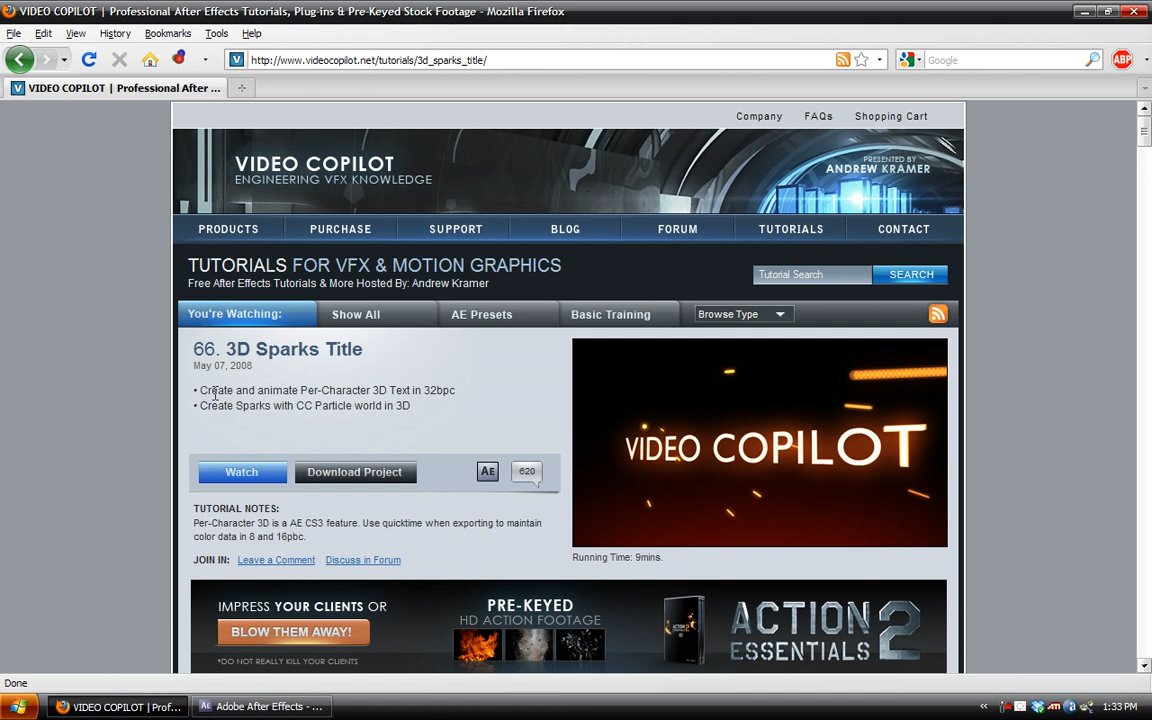 VIDEO COPILOT | Professional After Effects Tutorials, Plug-ins & Pre-Keyed Stock Footage - Mozilla Firefox
File Edit View History Bookmarks Tools Help
http://www.videocopilot.net/tutorials/3d_sparks_title/
Google
ABP
VIDEO COPILOT | Professional After ...
Company FAQs Shopping Cart
VIDEO COPILOT
ENGINEERING VFX KNOWLEDGE
PRESENTED BY
ANDREW KRAMER
PRODUCTS PURCHASE SUPPORT BLOG FORUM TUTORIALS CONTACT
TUTORIALS FOR VFX & MOTION GRAPHICS
Free After Effects Tutorials & More Hosted By: Andrew Kramer
Tutorial Search SEARCH
You're Watching: Show All AE Presets Basic Training Browse Type
66. 3D Sparks Title
May 07, 2008
• Create and animate Per-Character 3D Text in 32bpc
• Create Sparks with CC Particle world in 3D
VIDEO COPILOT
Watch Download Project AE 620
TUTORIAL NOTES:
Per-Character 3D is a AE CS3 feature. Use quicktime when exporting to maintain
color data in 8 and 16pbc.
JOIN IN: Leave a Comment Discuss in Forum
Running Time: 9mins.
IMPRESS YOUR CLIENTS OR
BLOW THEM AWAY!
*DO NOT REALLY KILL YOUR CLIENTS
PRE-KEYED
HD ACTION FOOTAGE
ACTION 2
ESSENTIALS
Done
VIDEO COPILOT | Prof... Adobe After Effects - ... 1:33 PM